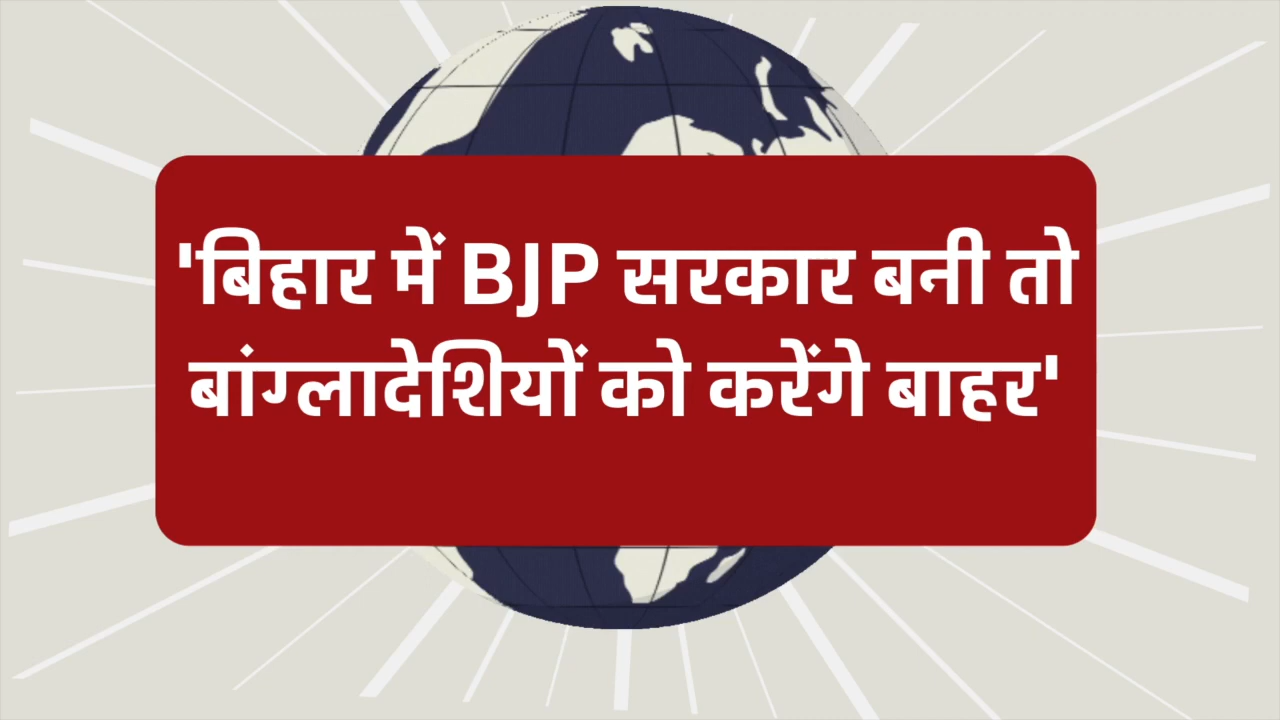 'बिहार में BJP सरकार बनी तो
बांग्लादेशियों को करेंगे बाहर'